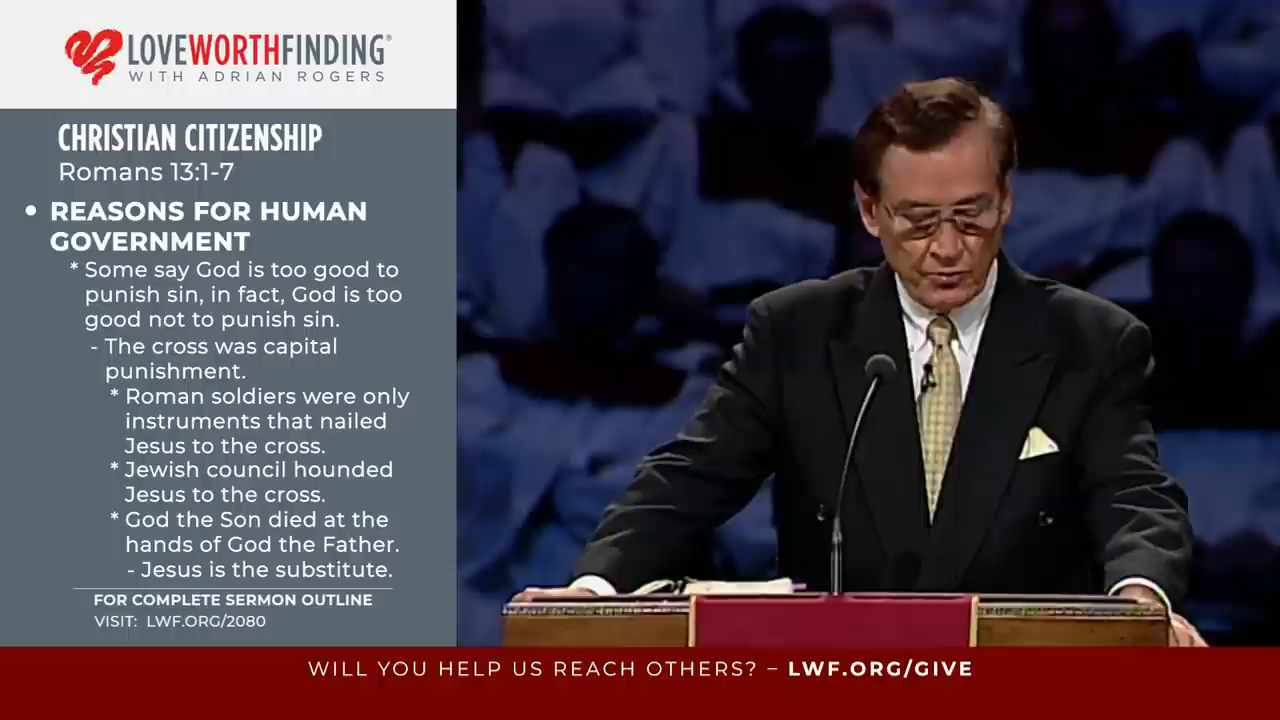 LOVEWORTHFINDING®
WITH ADRIAN ROGERS
CHRISTIAN CITIZENSHIP
Romans 13:1-7
• REASONS FOR HUMAN
GOVERNMENT
* Some say God is too good to
punish sin, in fact, God is too
good not to punish sin.
- The cross was capital
punishment.
* Roman soldiers were only
instruments that nailed
Jesus to the cross.
* Jewish council hounded
Jesus to the cross.
* God the Son died at the
hands of God the Father.
- Jesus is the substitute.
FOR COMPLETE SERMON OUTLINE
VISIT: LWF.ORG/2080
WILL YOU HELP US REACH OTHERS? – LWF.ORG/GIVE